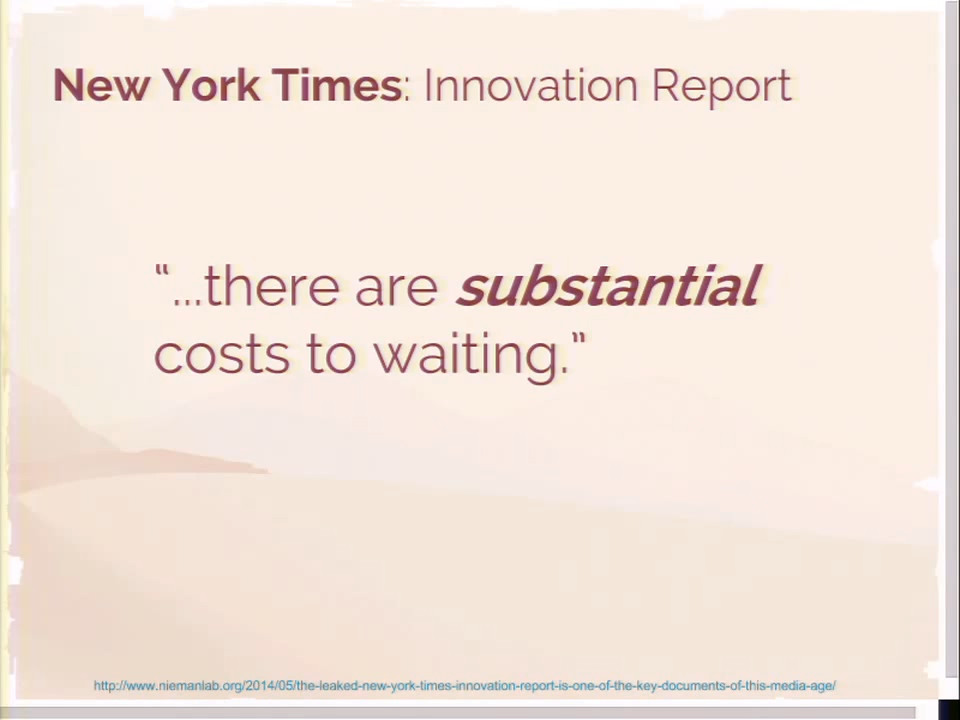 New York Times: Innovation Report
“...there are substantial
costs to waiting.”
http://www.niemanlab.org/2014/05/the-leaked-new-york-times-innovation-report-is-one-of-the-key-documents-of-this-media-age/